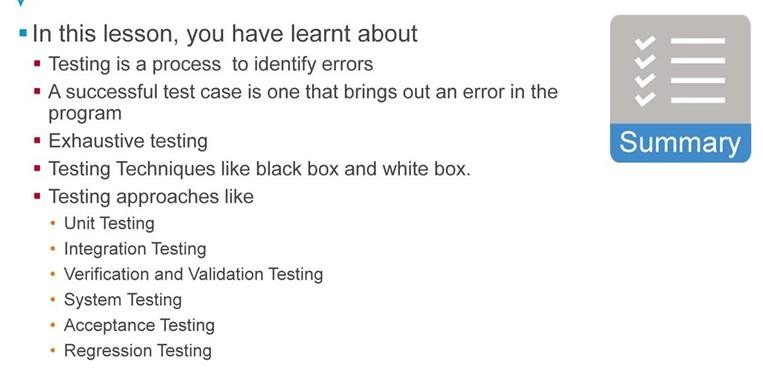 In this lesson, you have learnt about
Testing is a process to identify errors
A successful test case is one that brings out an error in the
program
Exhaustive testing
Testing Techniques like black box and white box.
Testing approaches like
Unit Testing
Integration Testing
Verification and Validation Testing
System Testing
Acceptance Testing
Regression Testing
Summary